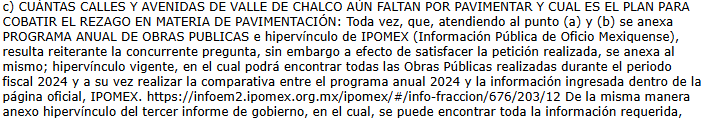 c) CUÁNTAS CALLES Y AVENIDAS DE VALLE DE CHALCO AÚN FALTAN POR PAVIMENTAR Y CUAL ES EL PLAN PARA
COBATIR EL REZAGO EN MATERIA DE PAVIMENTACIÓN: Toda vez, que, atendiendo al punto (a) y (b) se anexa
PROGRAMA ANUAL DE OBRAS PUBLICAS e hipervínculo de IPOMEX (Información Pública de Oficio Mexiquense),
resulta reiterante la concurrente pregunta, sin embargo a efecto de satisfacer la petición realizada, se anexa al
mismo; hipervínculo vigente, en el cual podrá encontrar todas las Obras Públicas realizadas durante el periodo
fiscal 2024 y a su vez realizar la comparativa entre el programa anual 2024 y la información ingresada dentro de la
página oficial, IPOMEX. https://infoem2.ipomex.org.mx/ipomex/#/info-fraccion/676/203/12 De la misma manera
anexo hipervínculo del tercer informe de gobierno, en el cual, se puede encontrar toda la información requerida,